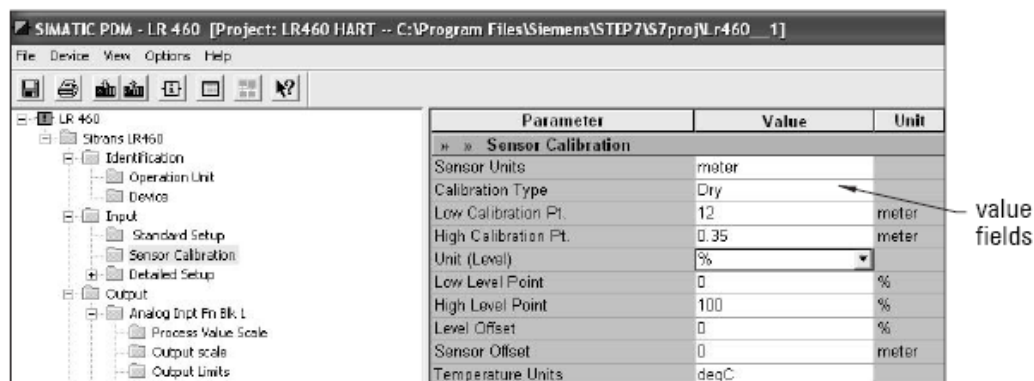 SIMATIC PDM - LR 460 [Project: LR460 HART -- C:\Program Files\Siemens\STEP7\S7proj\Lr460__1]
File Device View Options Help
LR 460
Sitrans LR460
Identification
Operation Unit
Device
Input
Standard Setup
Sensor Calibration
Detailed Setup
Output
Analog Inpt Fn Blk 1
Process Value Scale
Output scale
Output Limits
Parameter Value Unit
» » Sensor Calibration
Sensor Units meter
Calibration Type Dry
Low Calibration Pt. 12 meter
High Calibration Pt. 0.35 meter
Unit (Level) %
Low Level Point 0 %
High Level Point 100 %
Level Offset 0 %
Sensor Offset 0 meter
Temperature Units degC
value
fields